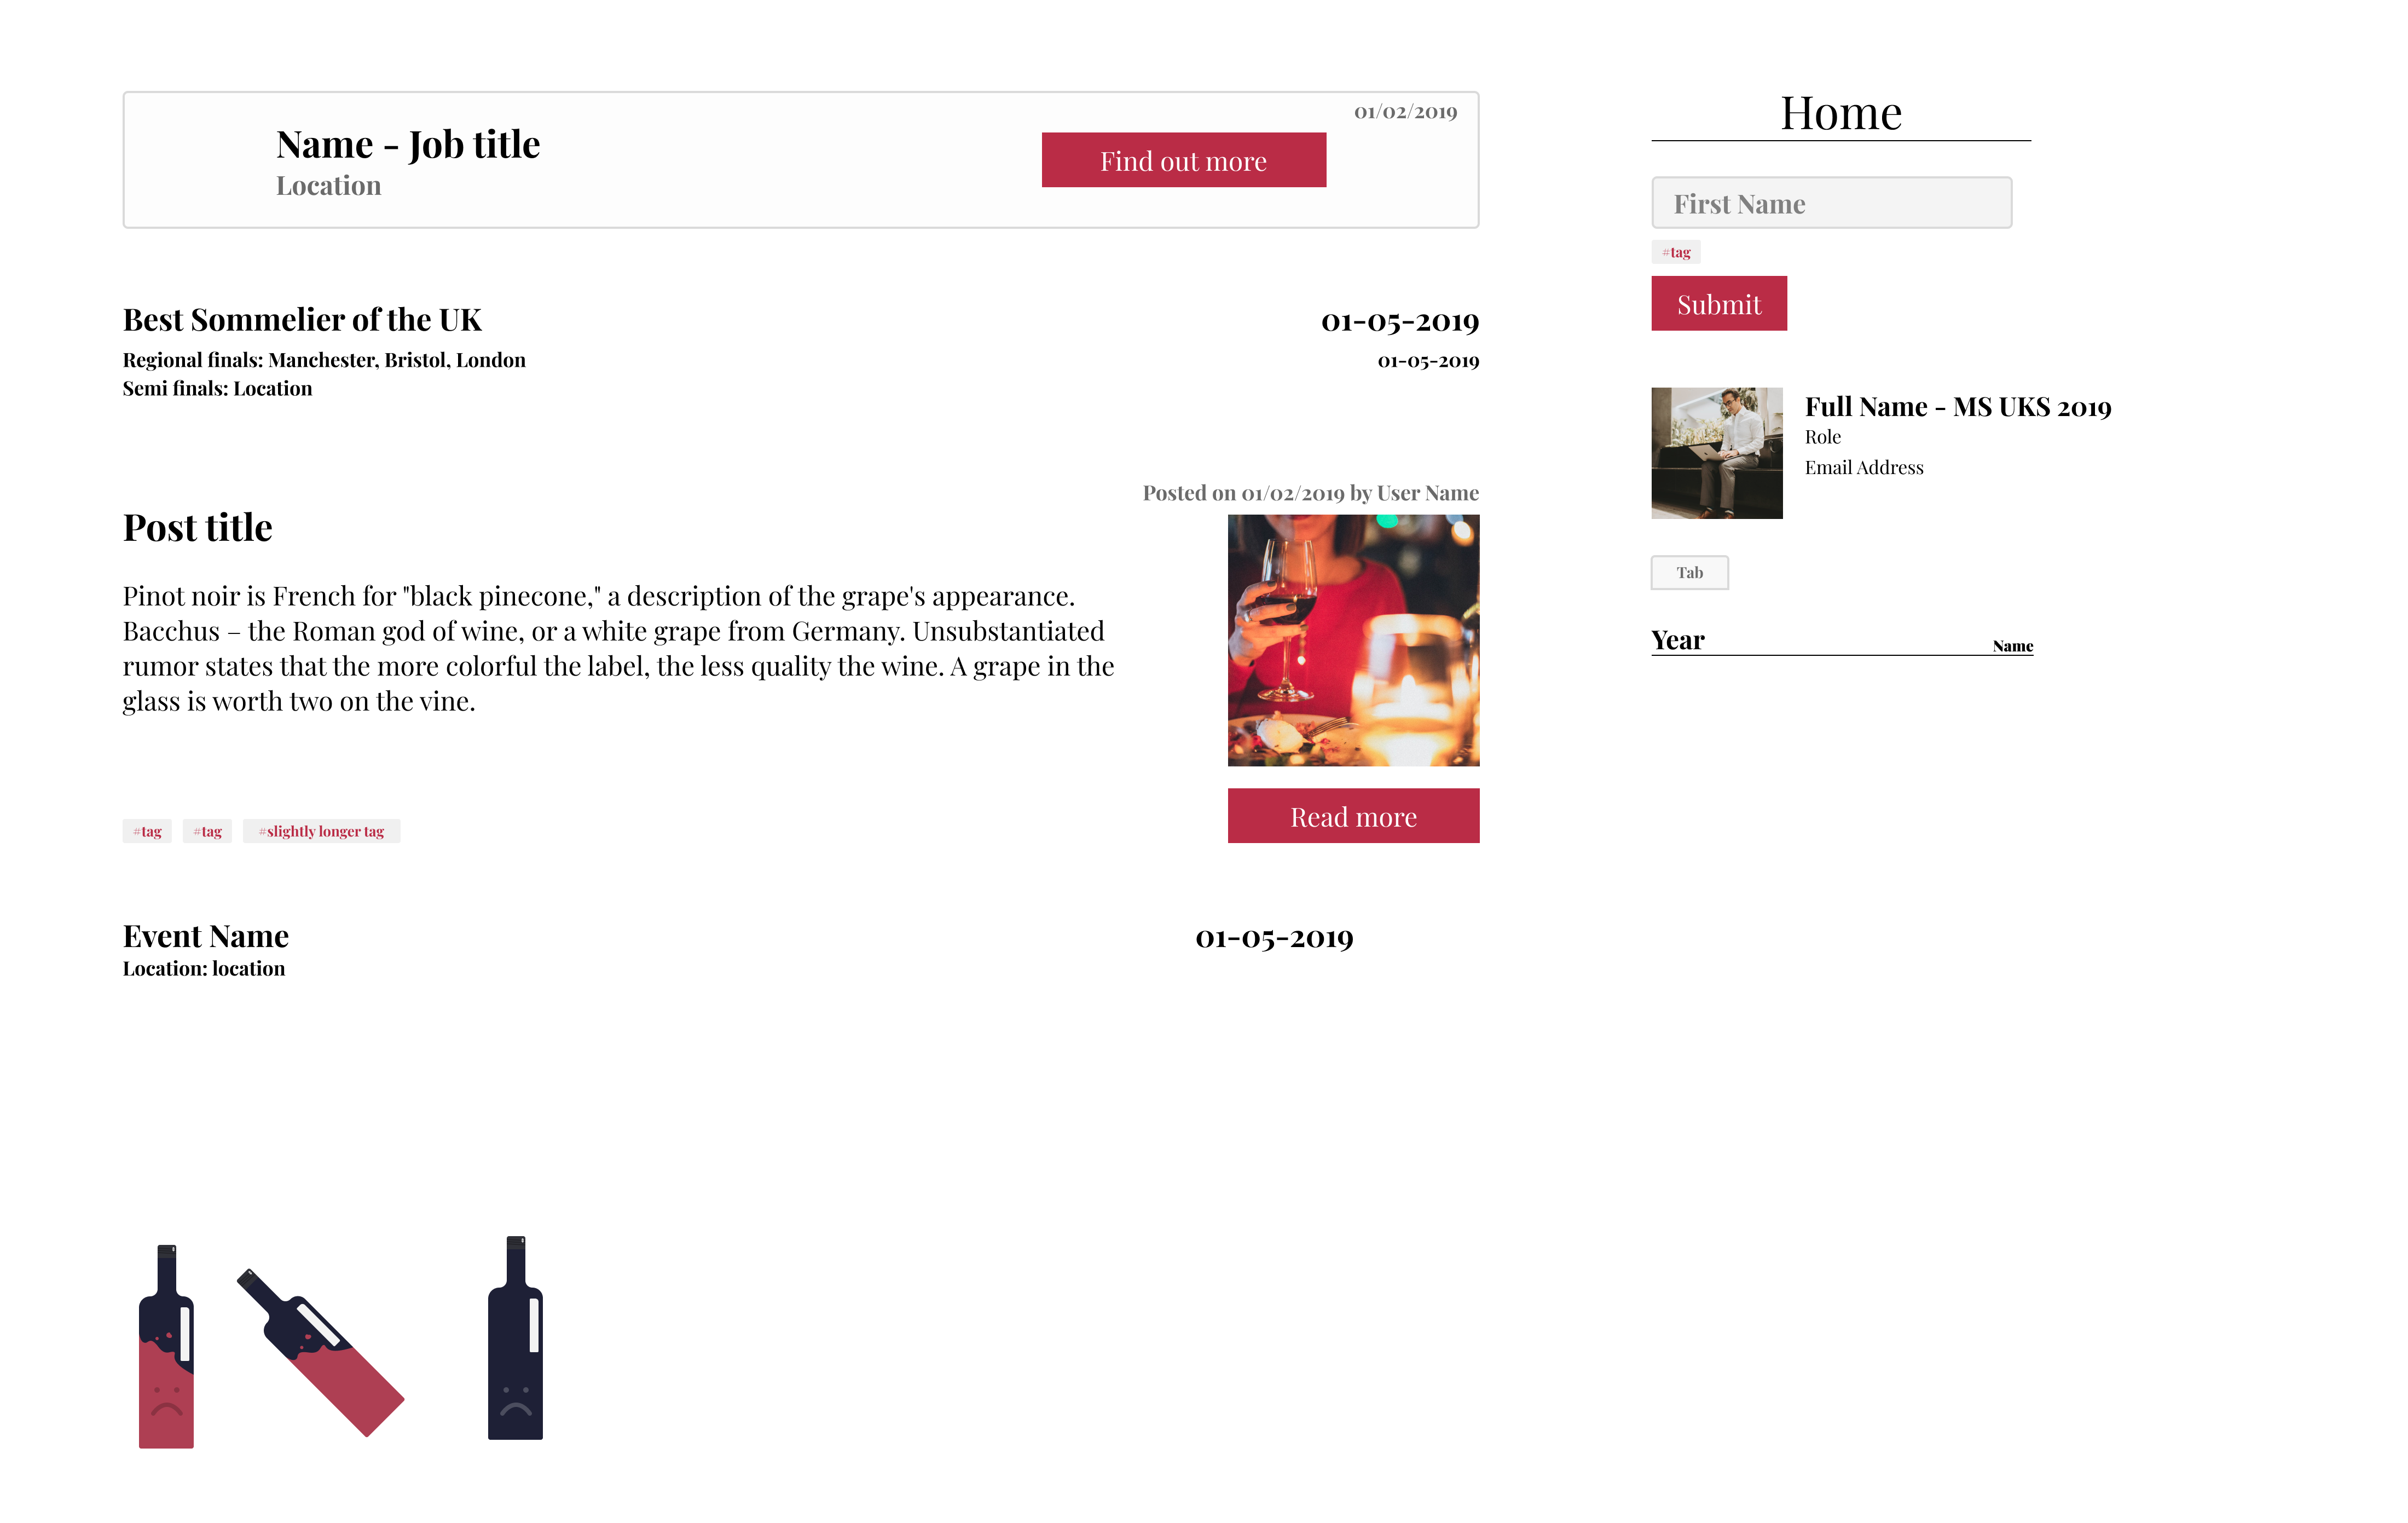 01/02/2019
Name - Job title
Find out more
Location
Best Sommelier of the UK
01-05-2019
Regional finals: Manchester, Bristol, London
01-05-2019
Semi finals: Location
Posted on 01/02/2019 by User Name
Post title
Pinot noir is French for "black pinecone," a description of the grape's appearance.
Bacchus – the Roman god of wine, or a white grape from Germany. Unsubstantiated
rumor states that the more colorful the label, the less quality the wine. A grape in the
glass is worth two on the vine.
#tag
#tag
#slightly longer tag
Read more
Event Name
01-05-2019
Location: location
Home
First Name
#tag
Submit
Full Name - MS UKS 2019
Role
Email Address
Tab
Year
Name